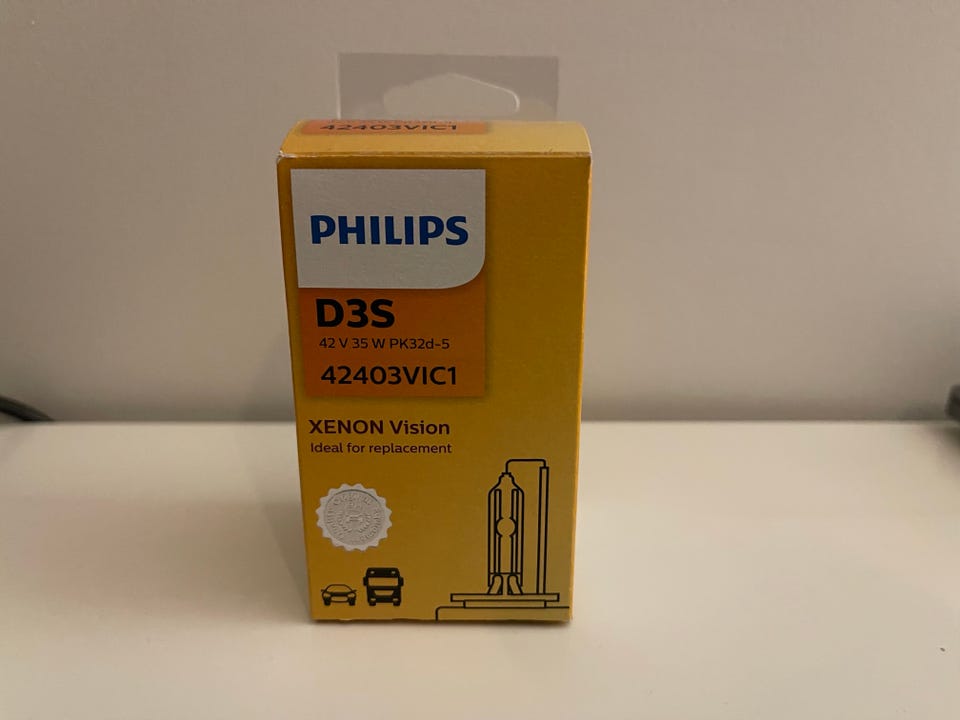 42403VIC1
PHILIPS
D3S
42 V 35 W PK32d-5
42403VIC1
XENON Vision
Ideal for replacement